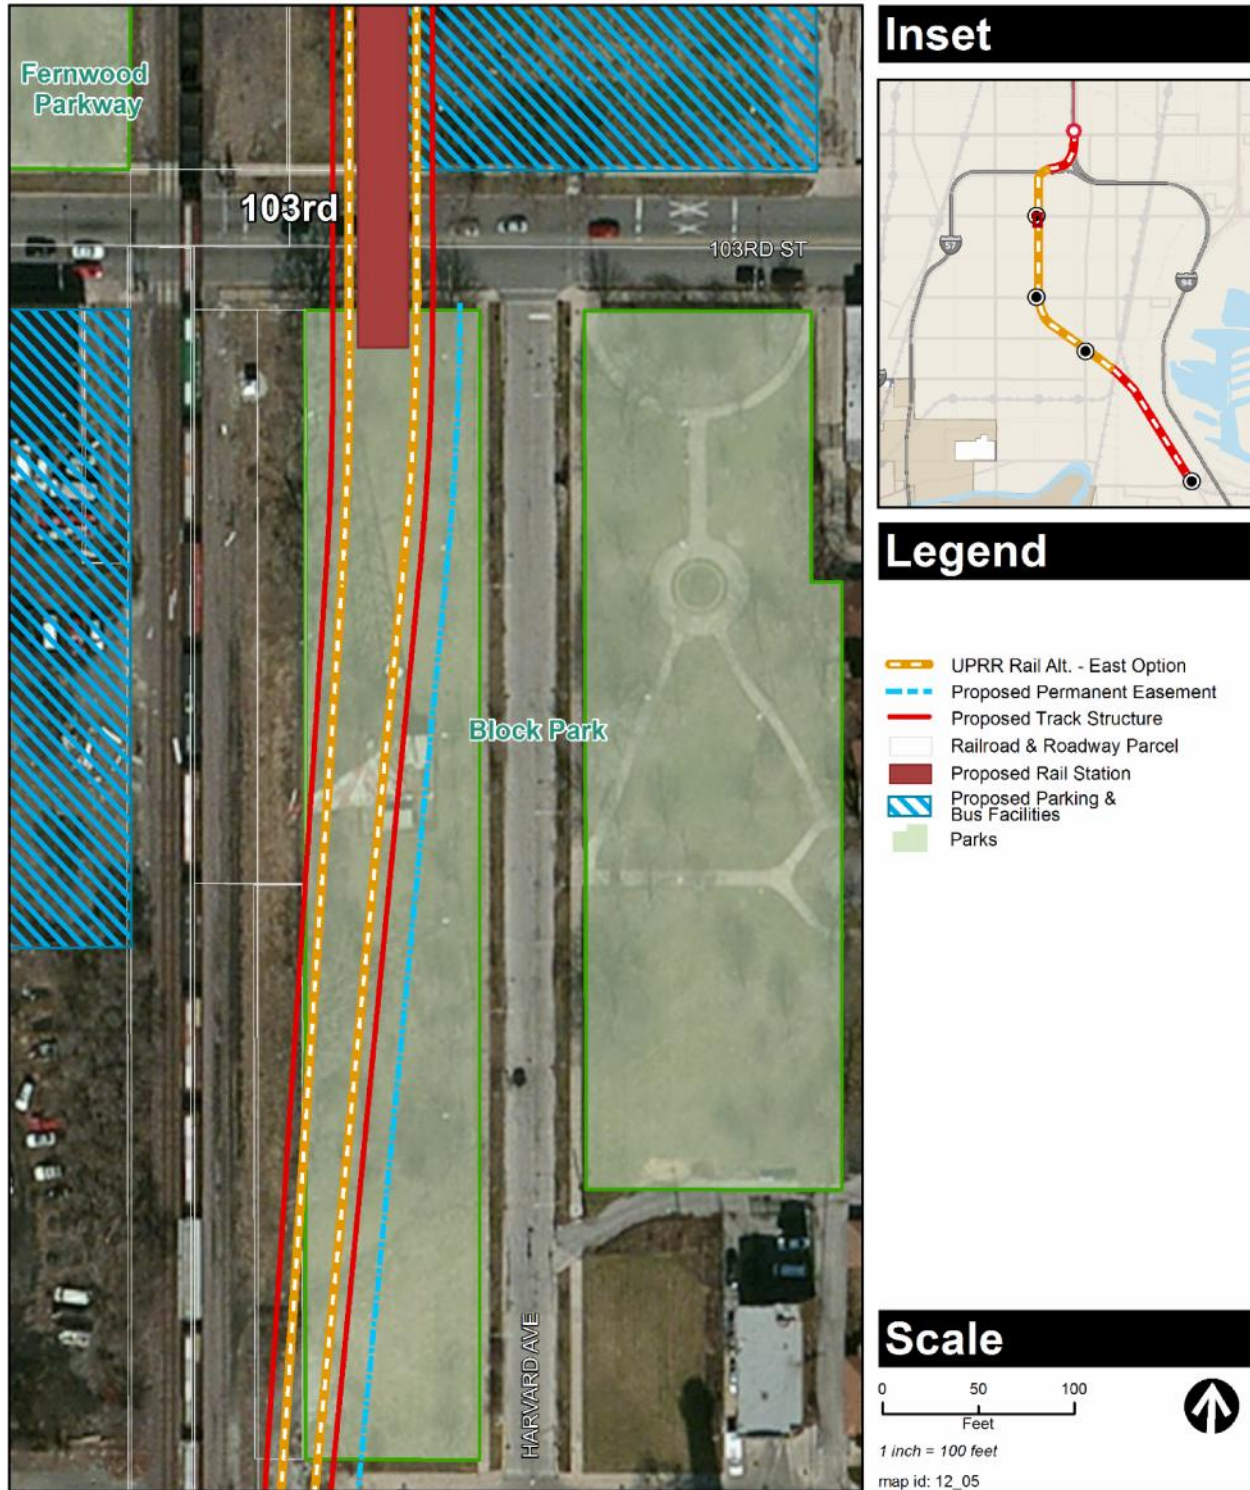 Fernwood
Parkway
103rd
103RD ST
Block Park
HARVARD AVE
Inset
57
94
Legend
UPRR Rail Alt. - East Option
Proposed Permanent Easement
Proposed Track Structure
Railroad & Roadway Parcel
Proposed Rail Station
Proposed Parking &
Bus Facilities
Parks
Scale
0 50 100
Feet
1 inch = 100 feet
map id: 12_05